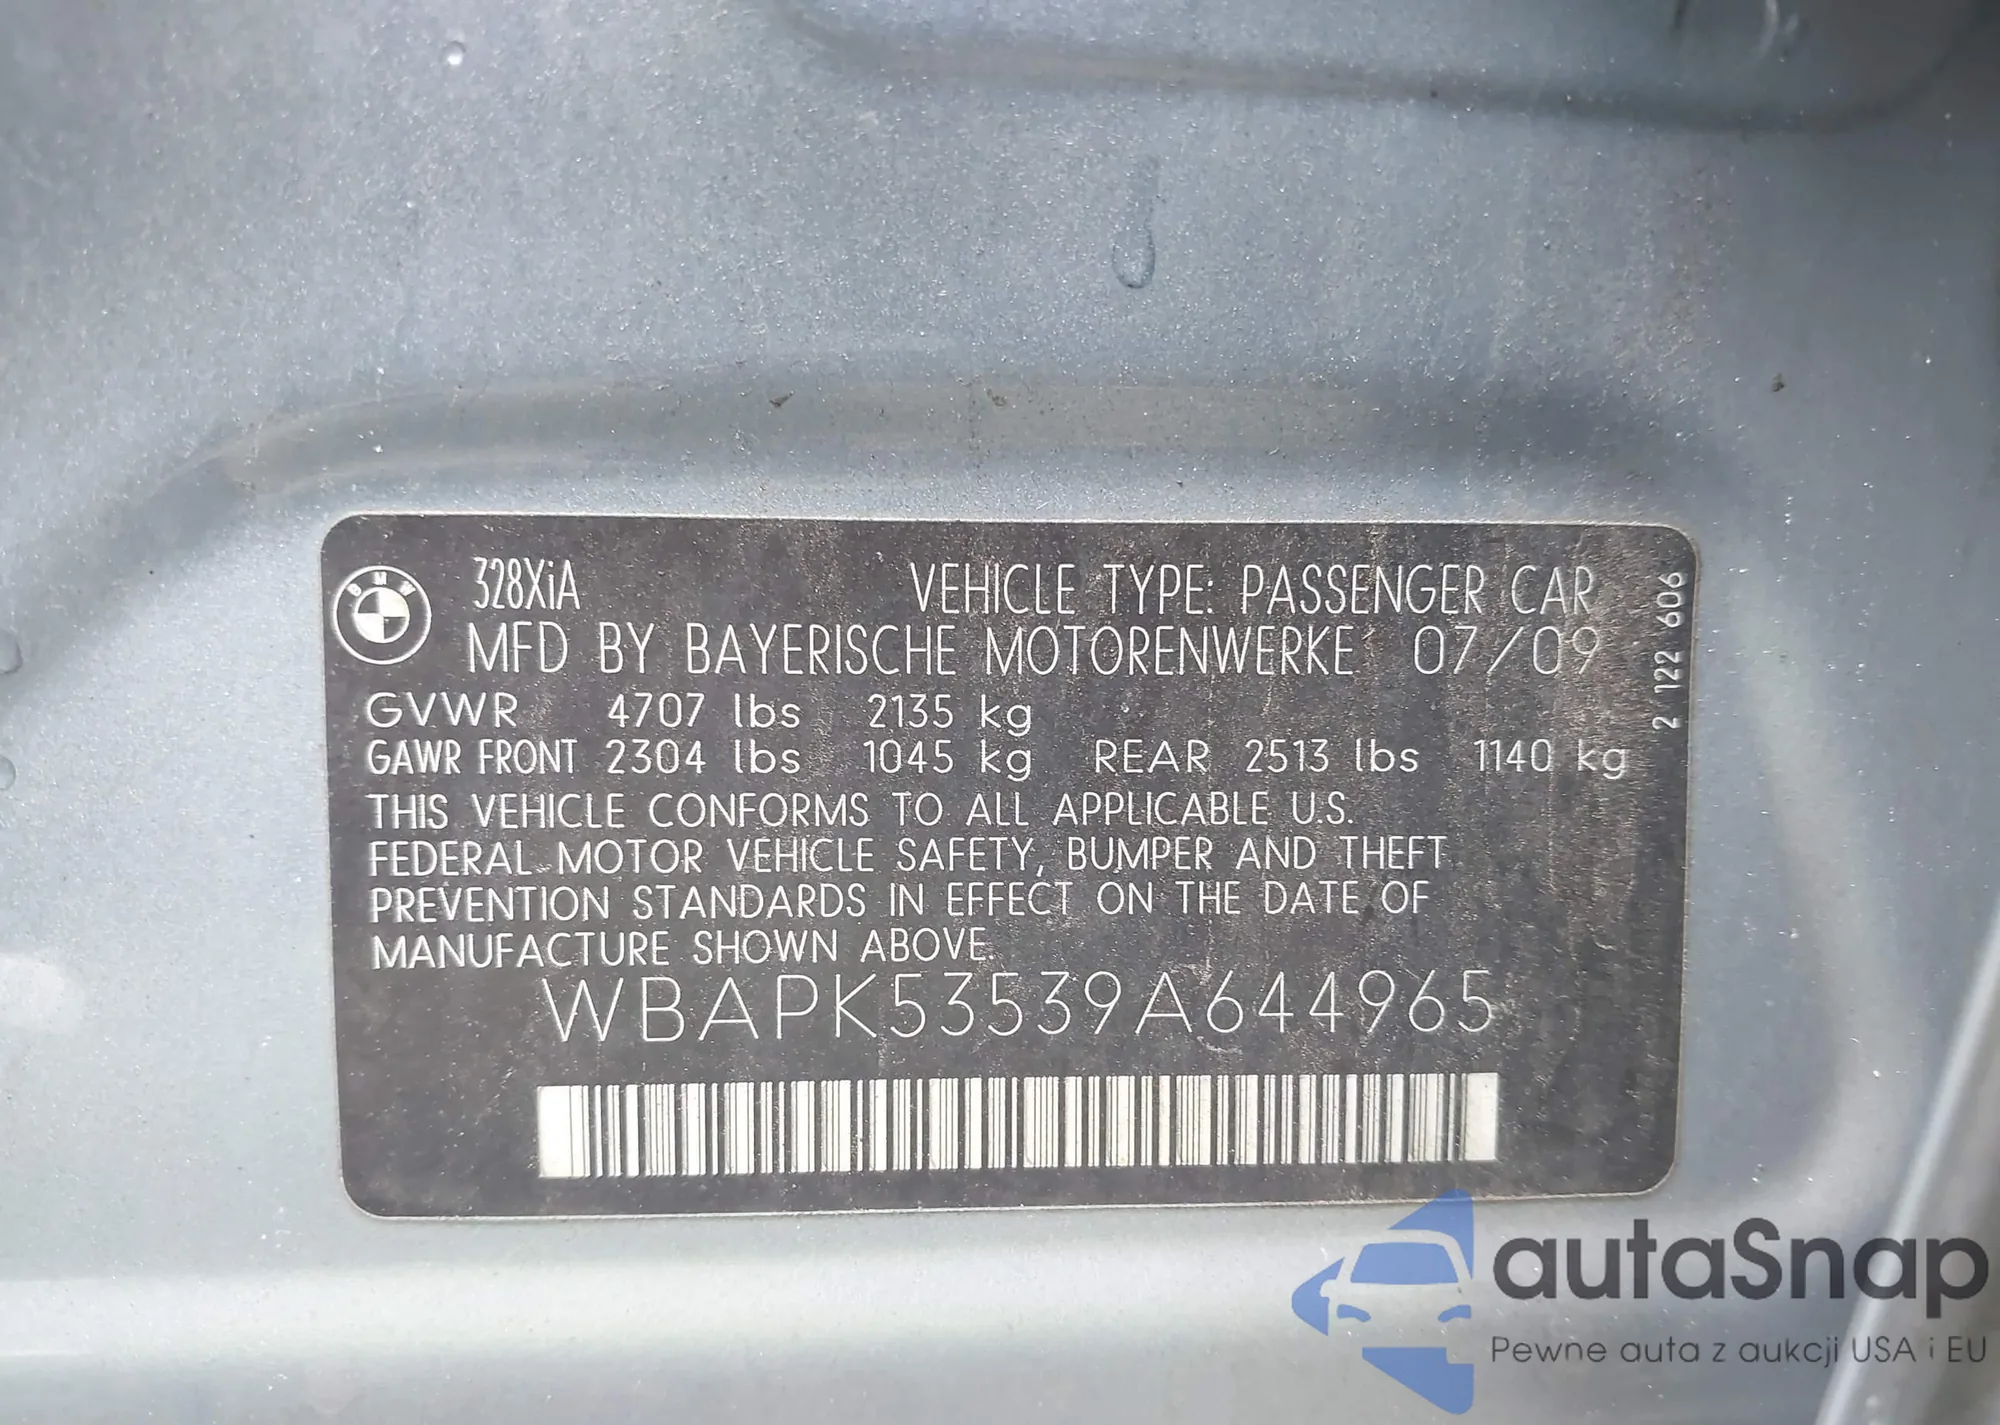 BMW
328XiA VEHICLE TYPE: PASSENGER CAR
MFD BY BAYERISCHE MOTORENWERKE 07/09
GVWR 4707 lbs 2135 kg
GAWR FRONT 2304 lbs 1045 kg REAR 2513 lbs 1140 kg
THIS VEHICLE CONFORMS TO ALL APPLICABLE U.S.
FEDERAL MOTOR VEHICLE SAFETY, BUMPER AND THEFT
PREVENTION STANDARDS IN EFFECT ON THE DATE OF
MANUFACTURE SHOWN ABOVE.
WBAPK53539A644965
2 122 606
autaSnap
Pewne auta z aukcji USA i EU